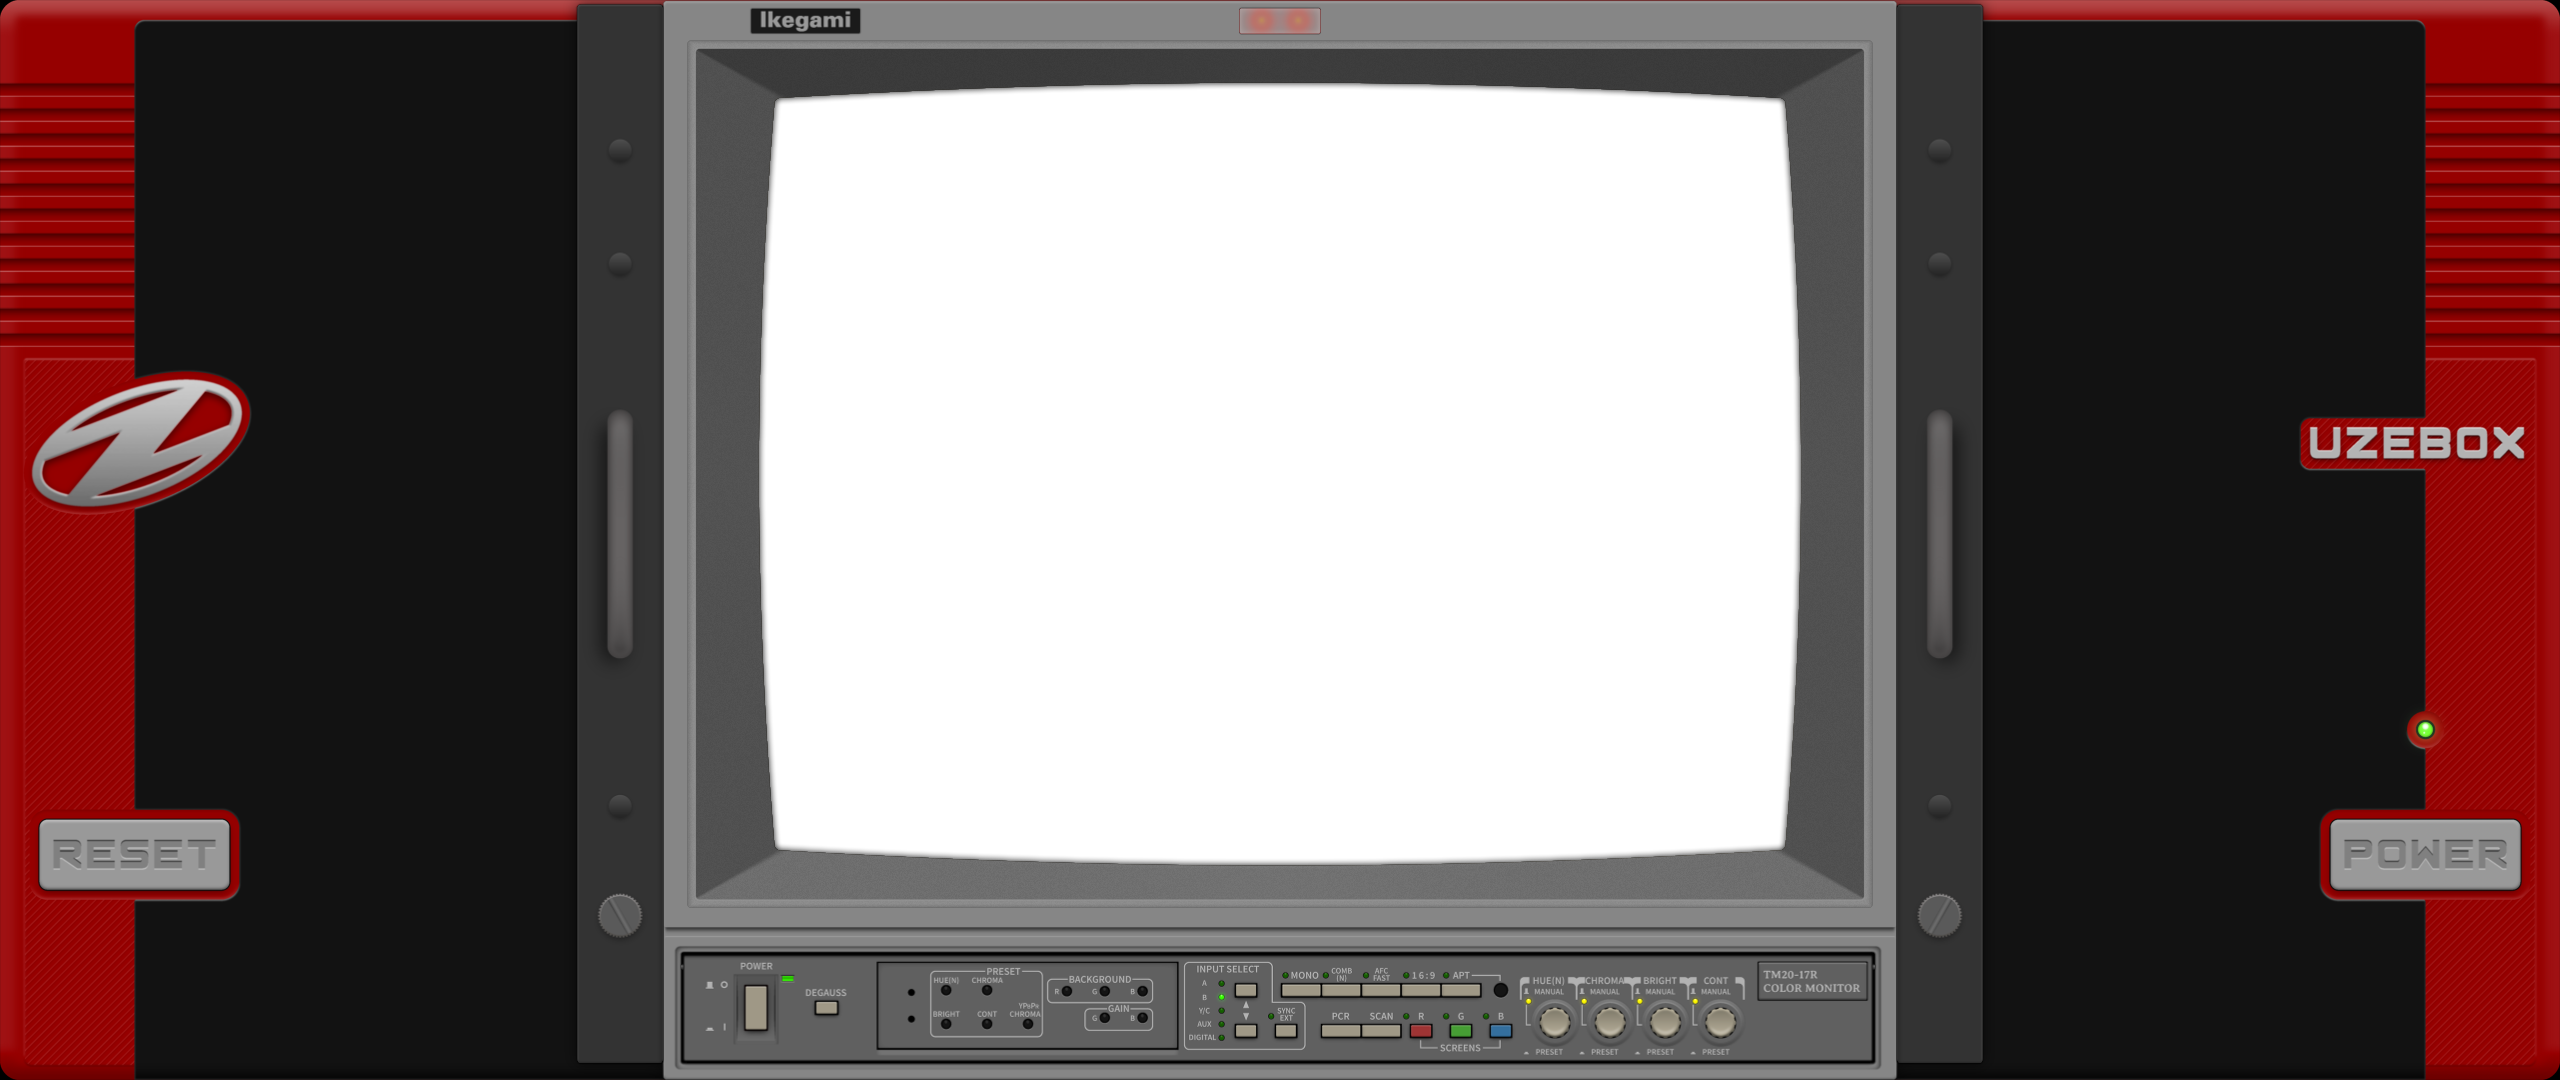 Ikegami
UZEBOX
RESET
POWER
POWER
DEGAUSS
PRESET
HUE(N) CHROMA
BRIGHT CONT YPBPR CHROMA
BACKGROUND
R G B
GAIN
G B
INPUT SELECT
A
B
Y/C
AUX
DIGITAL
SYNC EXT
MONO COMB (N) AFC FAST 16:9 APT
PCR SCAN R G B
SCREENS
HUE(N) CHROMA BRIGHT CONT
MANUAL MANUAL MANUAL MANUAL
PRESET PRESET PRESET PRESET
TM20-17R
COLOR MONITOR